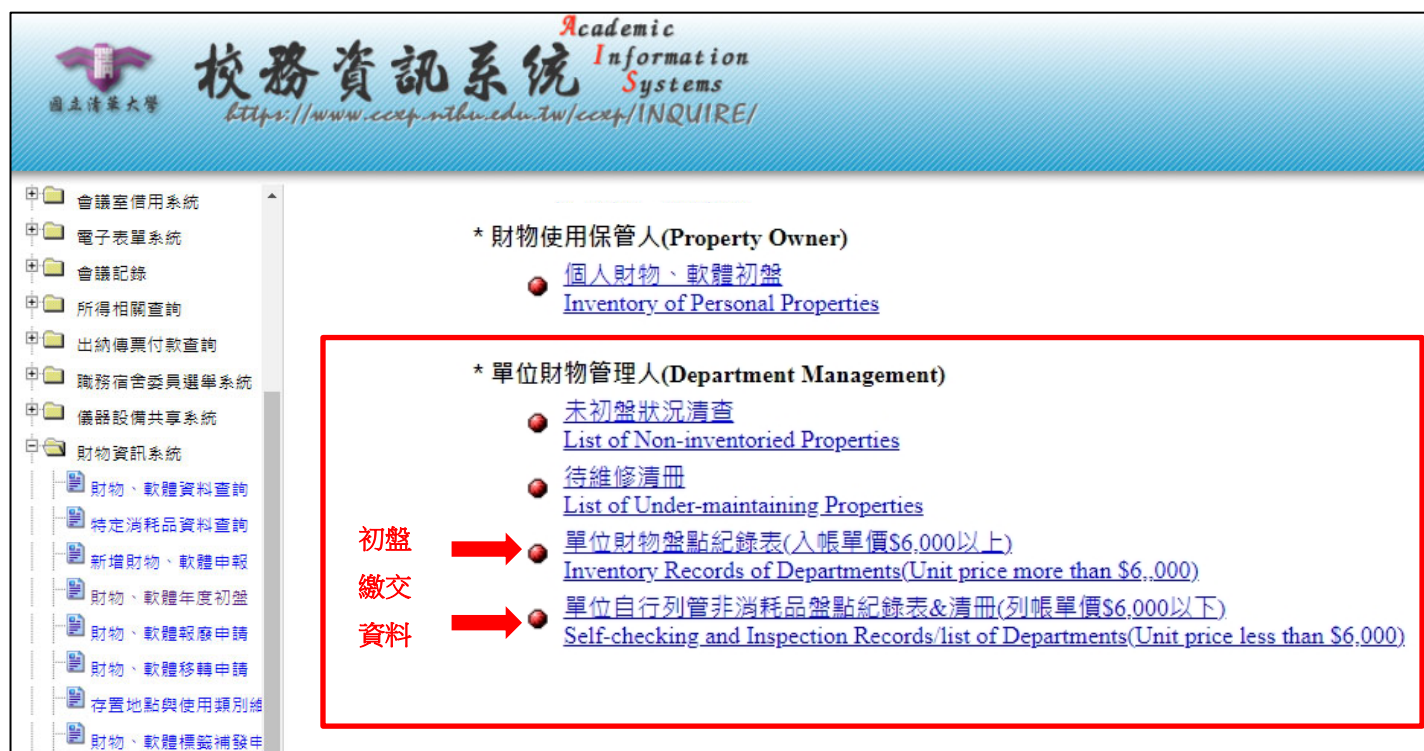 Academic
Information
Systems
校務資訊系統
國立清華大學
https://www.ccxp.nthu.edu.tw/ccxp/INQUIRE/
會議室借用系統
電子表單系統
會議記錄
所得相關查詢
出納傳票付款查詢
職務宿舍委員選舉系統
儀器設備共享系統
財物資訊系統
財物、軟體資料查詢
特定消耗品資料查詢
新增財物、軟體申報
財物、軟體年度初盤
財物、軟體報廢申請
財物、軟體移轉申請
存置地點與使用類別維
財物、軟體標籤補發申
* 財物使用保管人(Property Owner)
個人財物、軟體初盤
Inventory of Personal Properties
* 單位財物管理人(Department Management)
未初盤狀況清查
List of Non-inventoried Properties
待維修清冊
List of Under-maintaining Properties
初盤
繳交
資料
單位財物盤點紀錄表(入帳單價$6,000以上)
Inventory Records of Departments(Unit price more than $6,,000)
單位自行列管非消耗品盤點紀錄表&清冊(列帳單價$6,000以下)
Self-checking and Inspection Records/list of Departments(Unit price less than $6,000)